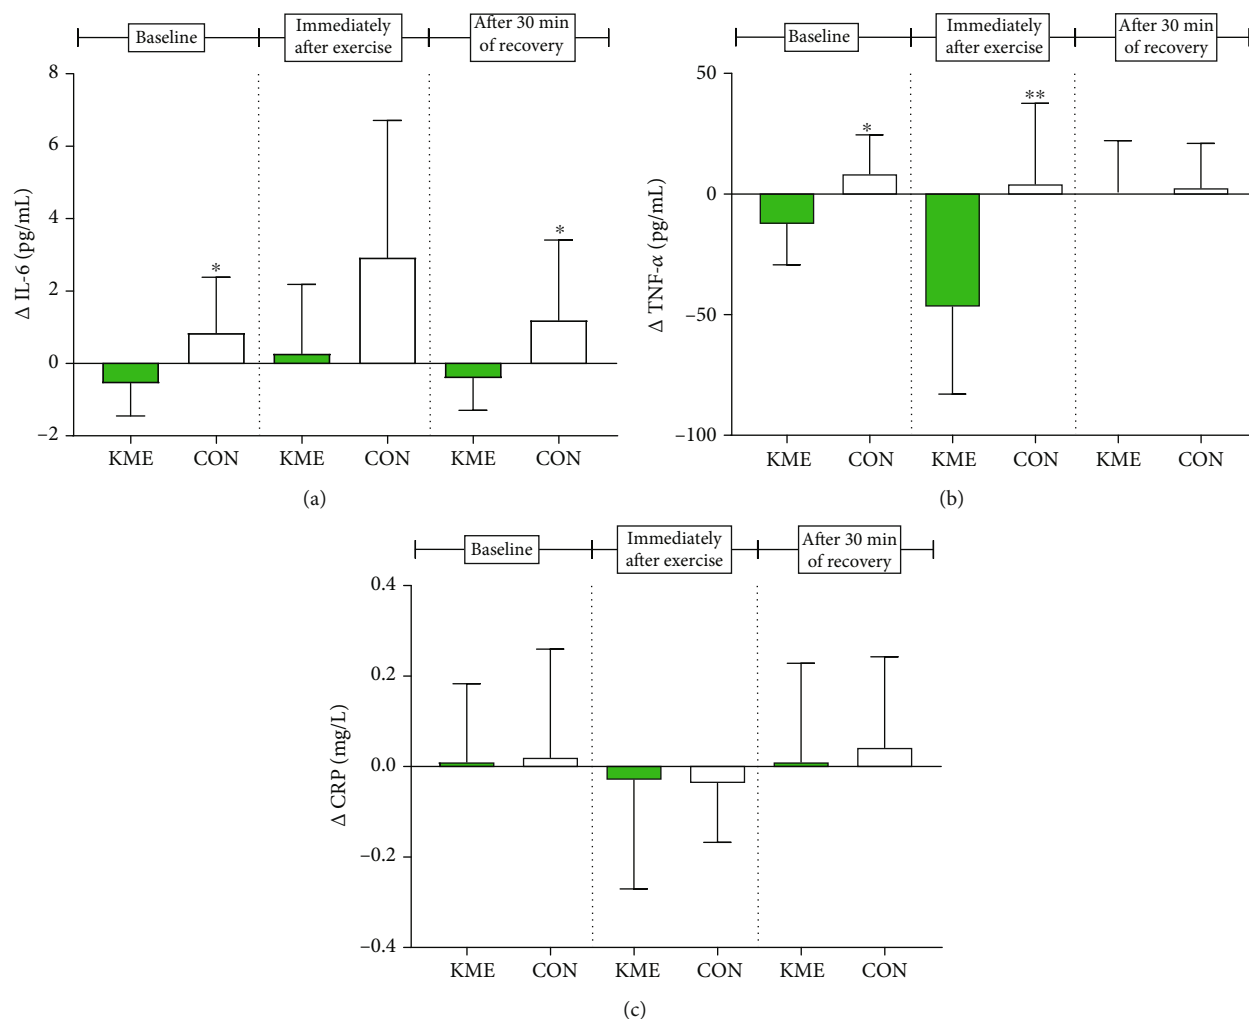 Baseline
Immediately
after exercise
After 30 min
of recovery
8
6
4
2
0
−2
Δ IL-6 (pg/mL)
*
*
KME
CON
KME
CON
KME
CON
(a)
Baseline
Immediately
after exercise
After 30 min
of recovery
50
0
−50
−100
Δ TNF-α (pg/mL)
*
**
KME
CON
KME
CON
KME
CON
(b)
Baseline
Immediately
after exercise
After 30 min
of recovery
0.4
0.2
0.0
−0.2
−0.4
Δ CRP (mg/L)
KME
CON
KME
CON
KME
CON
(c)